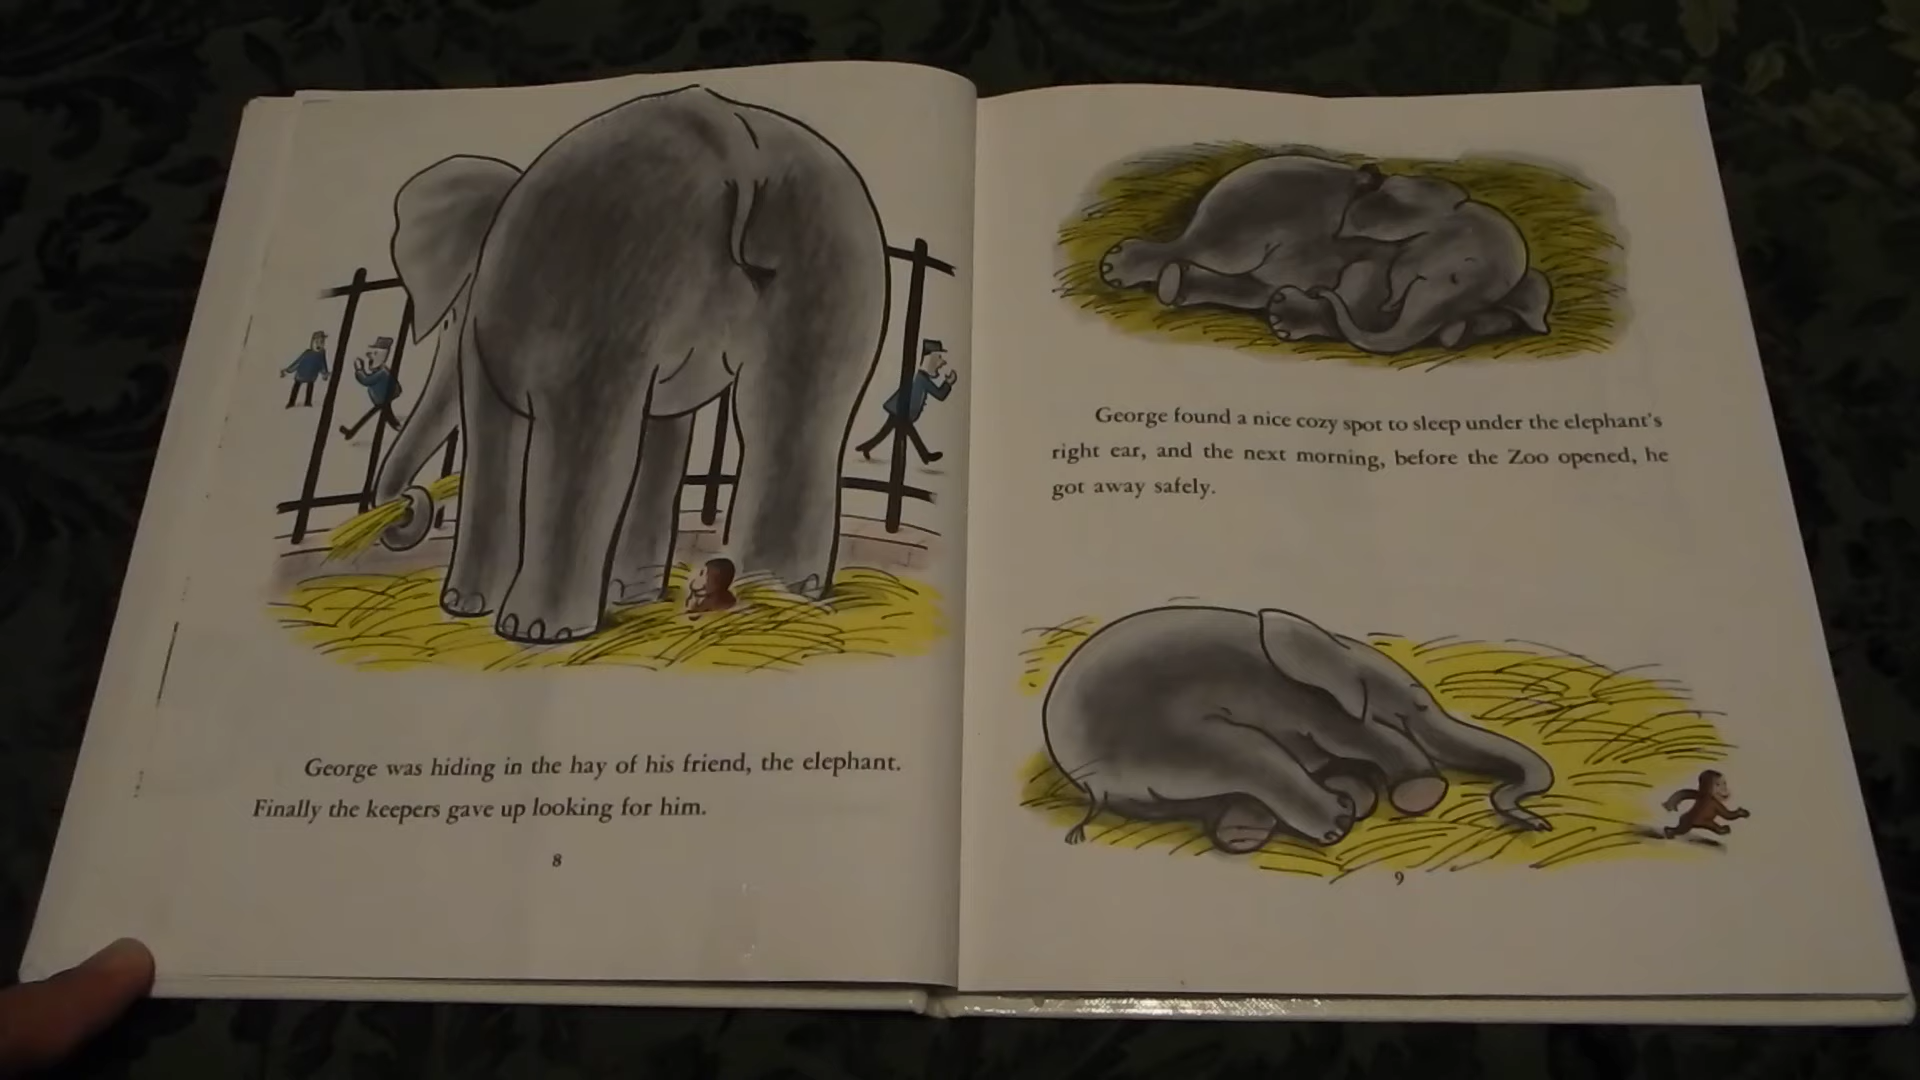 George was hiding in the hay of his friend, the elephant.
Finally the keepers gave up looking for him.
8
George found a nice cozy spot to sleep under the elephant's
right ear, and the next morning, before the Zoo opened, he
got away safely.
9